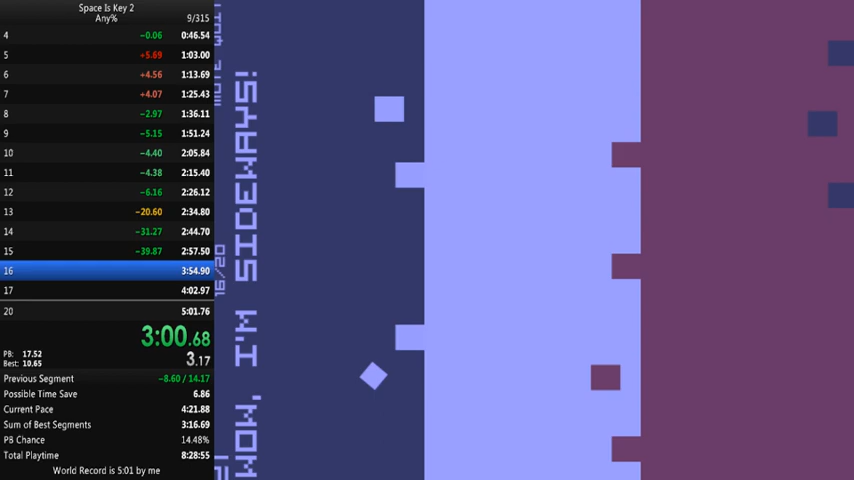 Space Is Key 2
Any% 9/315
4 -0.06 0:46.54
5 +5.69 1:03.00
6 +4.56 1:13.69
7 +4.07 1:25.43
8 -2.97 1:36.11
9 -5.15 1:51.24
10 -4.40 2:05.84
11 -4.38 2:15.40
12 -6.16 2:26.12
13 -20.60 2:34.80
14 -31.27 2:44.70
15 -39.87 2:57.50
16 3:54.90
17 4:02.97
20 5:01.76
3:00.68
PB: 17.52
Best: 10.65
3.17
Previous Segment -8.60 / 14.17
Possible Time Save 6.86
Current Pace 4:21.88
Sum of Best Segments 3:16.69
PB Chance 14.48%
Total Playtime 8:28:55
World Record is 5:01 by me
16/20
WOW, I'M SIDEWAYS!